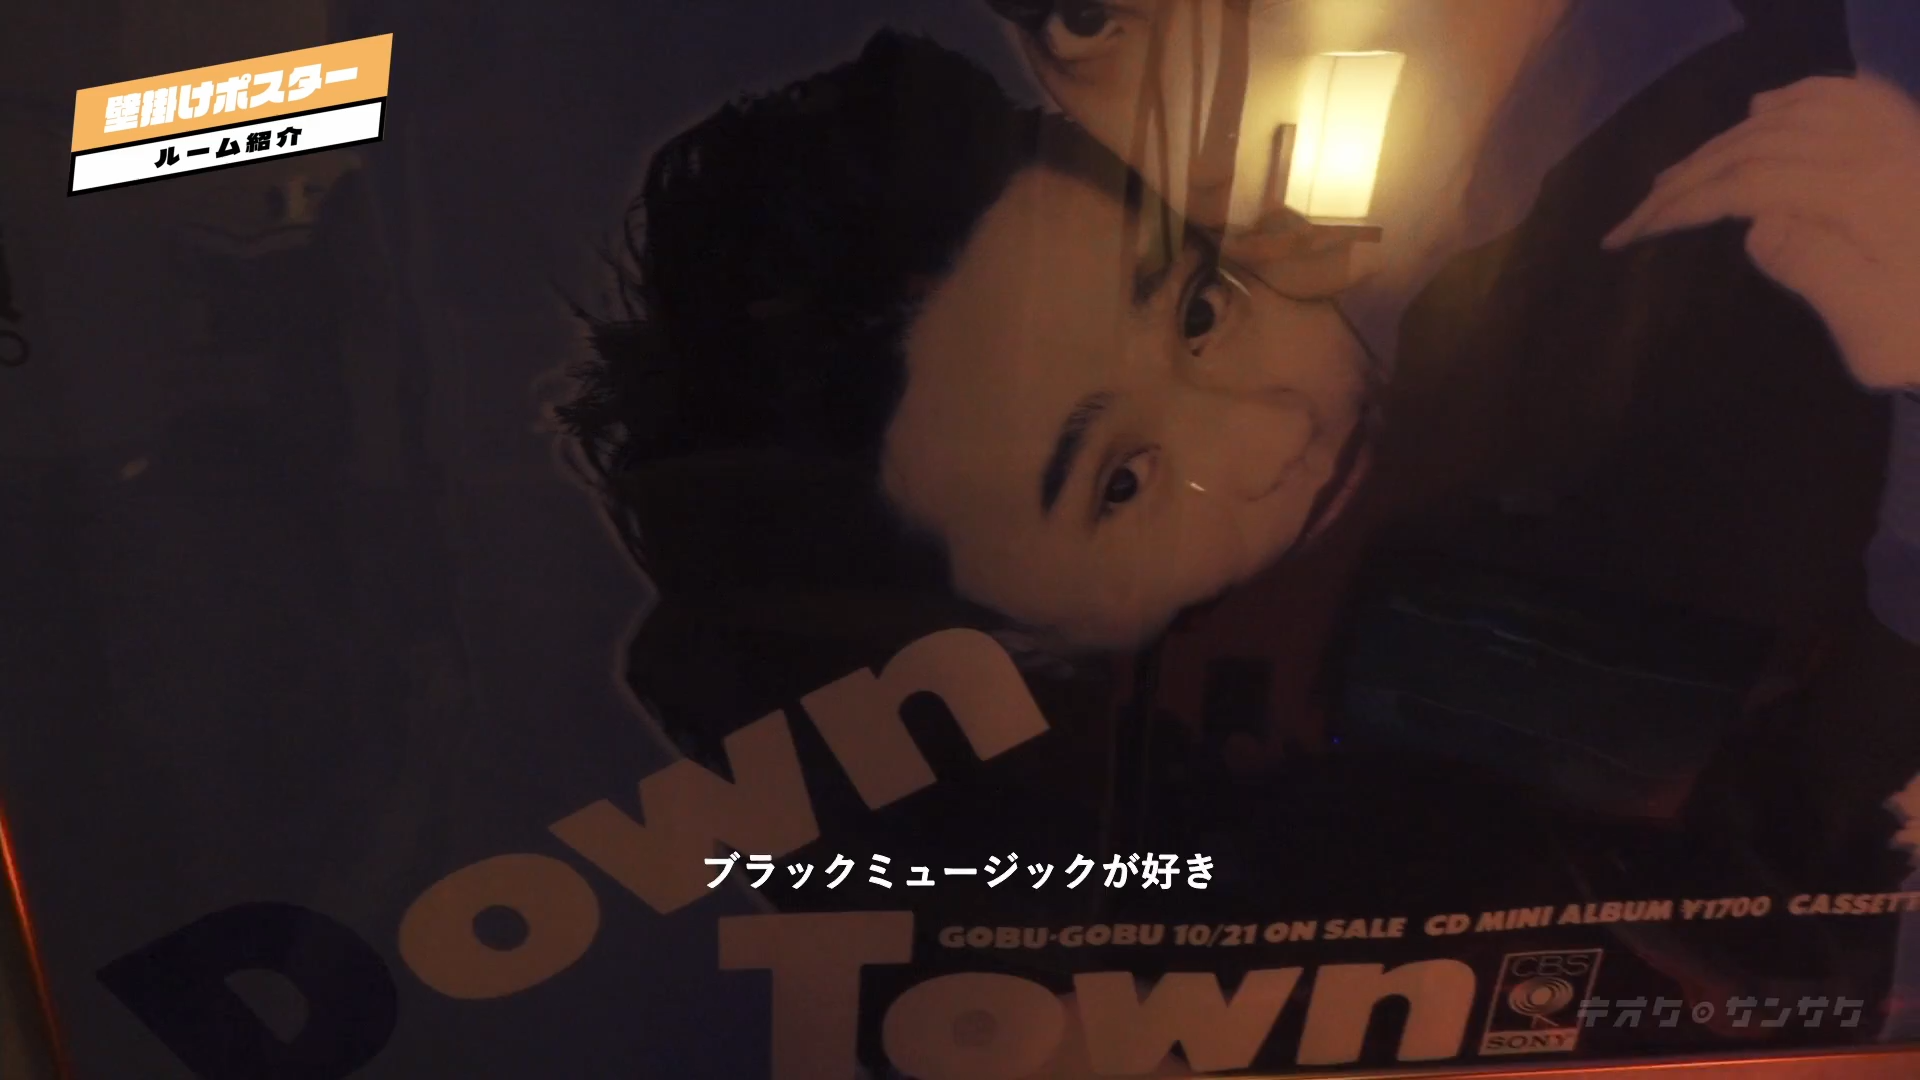 壁掛けポスター
ルーム紹介
Down
ブラックミュージックが好き
GOBU·GOBU 10/21 ON SALE CD MINI ALBUM ¥1700 CASSETT
Town
CBS
SONY
キオケ サンサケ